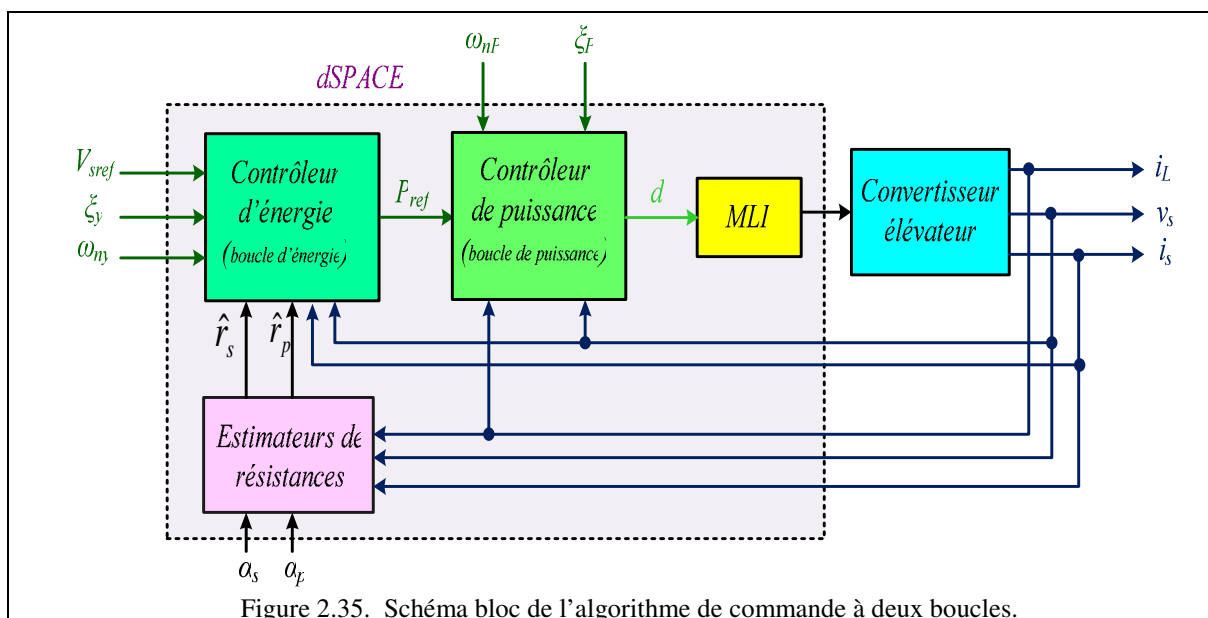 ω_nP
ξ_P
dSPACE
V_sref
ξ_y
ω_ny
Contrôleur
d'énergie
(boucle d'énergie)
P_ref
Contrôleur
de puissance
(boucle de puissance)
d
MLI
Convertisseur
élévateur
i_L
v_s
i_s
r̂_s
r̂_p
Estimateurs de
résistances
α_s
α_p
Figure 2.35. Schéma bloc de l'algorithme de commande à deux boucles.